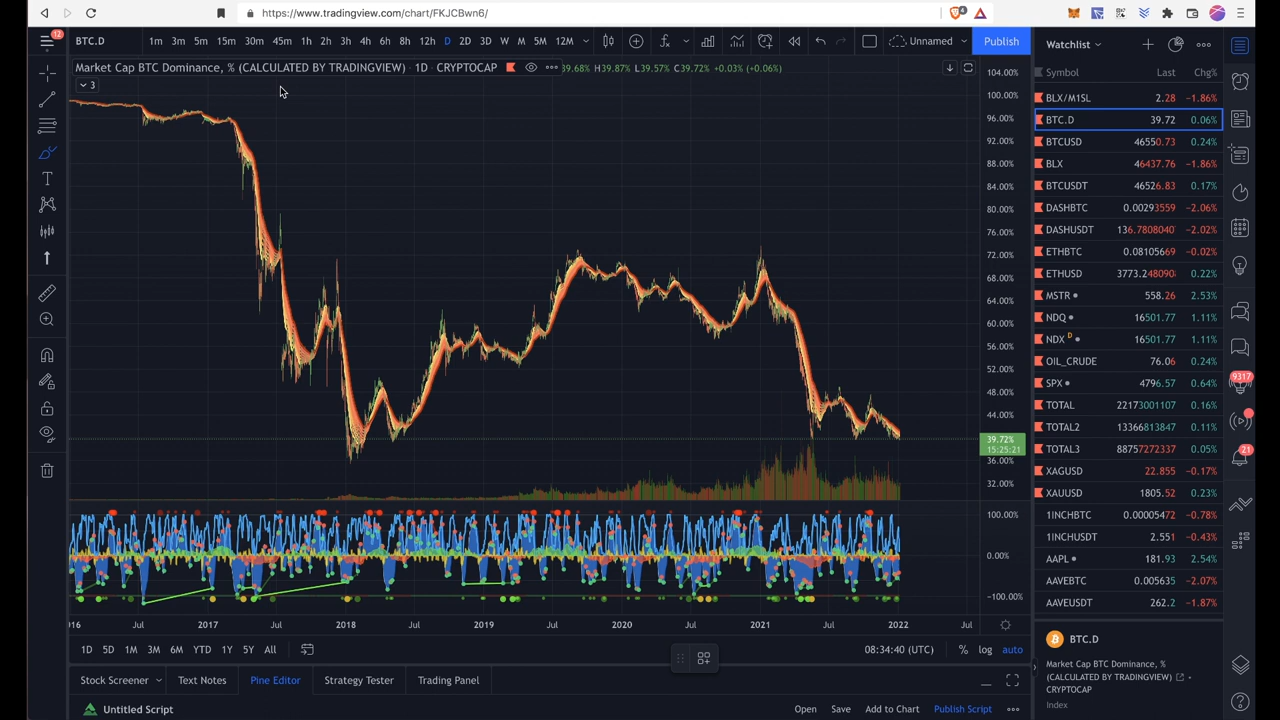 https://www.tradingview.com/chart/FKJCBwn6/
4
12
BTC.D
1m 3m 5m 15m 30m 1h 2h 3h 4h 6h 8h 12h D 2D 3D W M 5M 12M
Unnamed
Publish
Market Cap BTC Dominance, % (CALCULATED BY TRADINGVIEW) · 1D · CRYPTOCAP
39.68% H39.87% L39.57% C39.72% +0.03 (+0.06%)
3
104.00%
100.00%
96.00%
92.00%
88.00%
84.00%
80.00%
76.00%
72.00%
68.00%
64.00%
60.00%
56.00%
52.00%
48.00%
44.00%
39.72%
15:25:21
36.00%
32.00%
100.00%
0.00%
-100.00%
16 Jul 2017 Jul 2018 Jul 2019 Jul 2020 Jul 2021 Jul 2022 Jul
1D 5D 1M 3M 6M YTD 1Y 5Y All
08:34:40 (UTC) % log auto
Stock Screener Text Notes Pine Editor Strategy Tester Trading Panel
Untitled Script
Open Save Add to Chart Publish Script
Watchlist
Symbol Last Chg%
BLX/M1SL 2.28 −1.86%
BTC.D 39.72 0.06%
BTCUSD 46550.73 0.24%
BLX 46437.76 −1.86%
BTCUSDT 46526.83 0.17%
DASHBTC 0.00293559 −2.06%
DASHUSDT 136.7808040 −2.02%
ETHBTC 0.08105669 −0.02%
ETHUSD 3773.248090 0.22%
MSTR 558.26 2.53%
NDQ 16501.77 1.11%
NDX D 16501.77 1.11%
OIL_CRUDE 76.06 0.24%
SPX 4796.57 0.64%
TOTAL 22173001107 0.16%
TOTAL2 13366813847 0.11%
TOTAL3 88757272337 0.05%
XAGUSD 22.855 −0.17%
XAUUSD 1805.52 0.23%
1INCHBTC 0.00005472 −0.78%
1INCHUSDT 2.551 −0.43%
AAPL 181.93 2.54%
AAVEBTC 0.005635 −2.07%
AAVEUSDT 262.2 −1.87%
BTC.D
Market Cap BTC Dominance, %
(CALCULATED BY TRADINGVIEW)
CRYPTOCAP
Index
9317
21